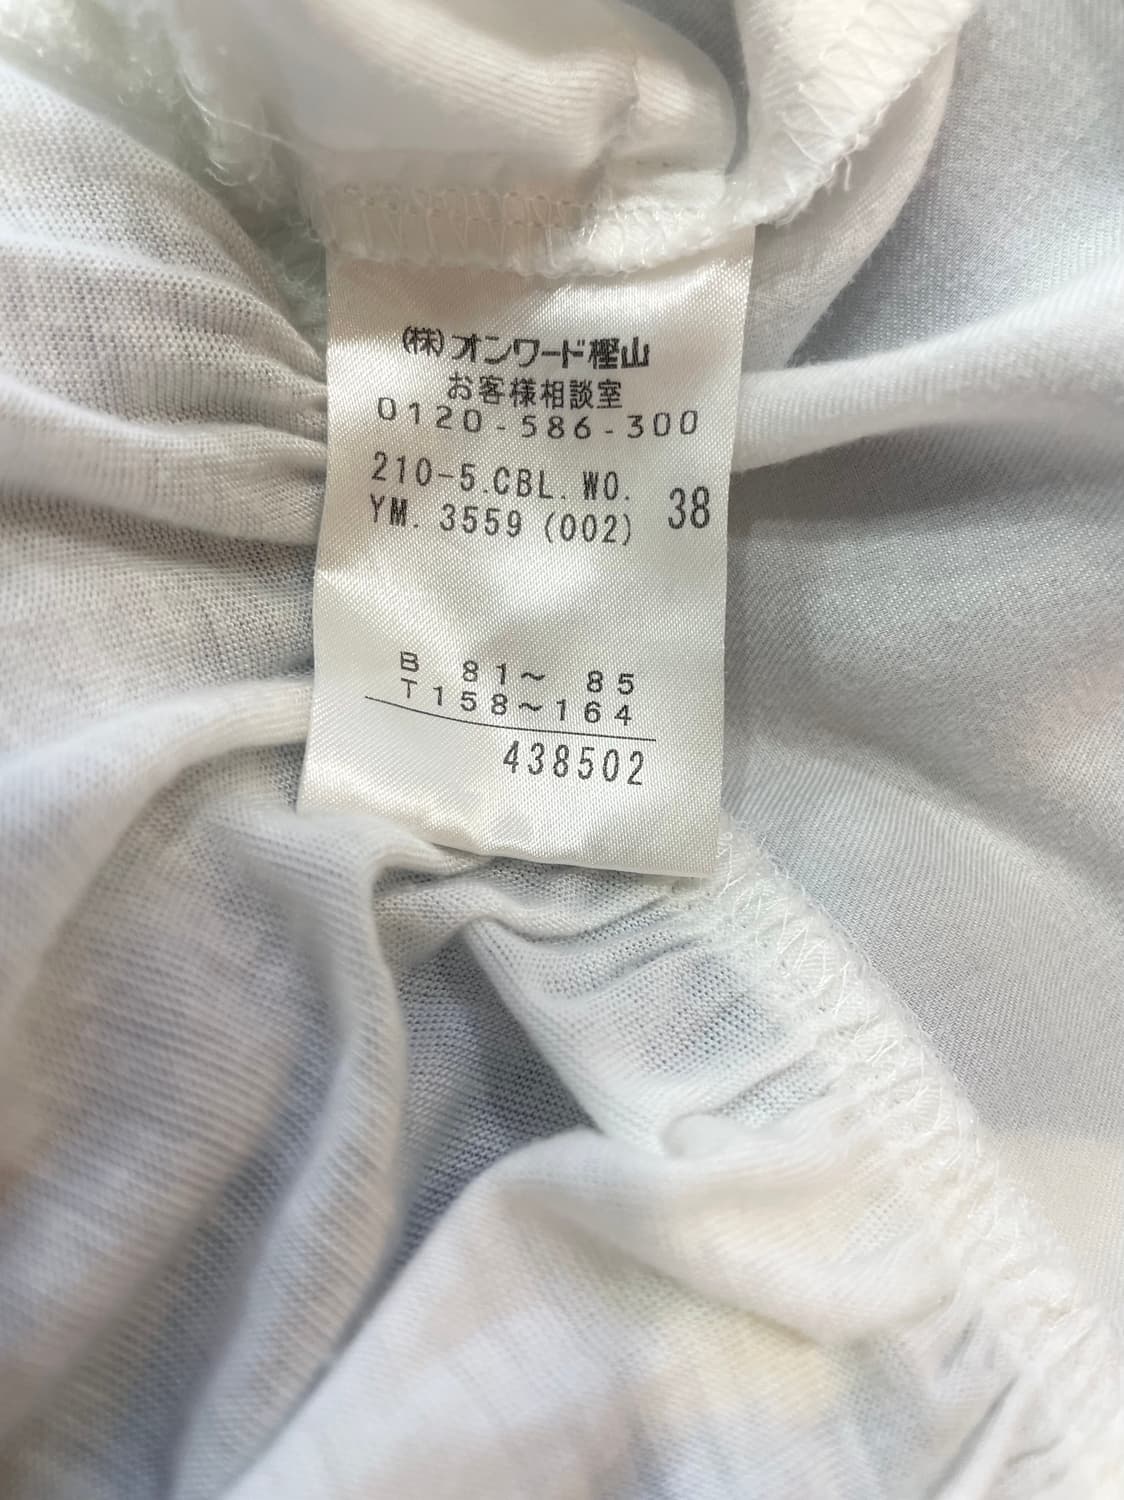 (株)オンワード樫山
お客様相談室
0120-586-300
210-5.CBL.WO. 38
YM.3559(002)
B 81～ 85
T158～164
438502